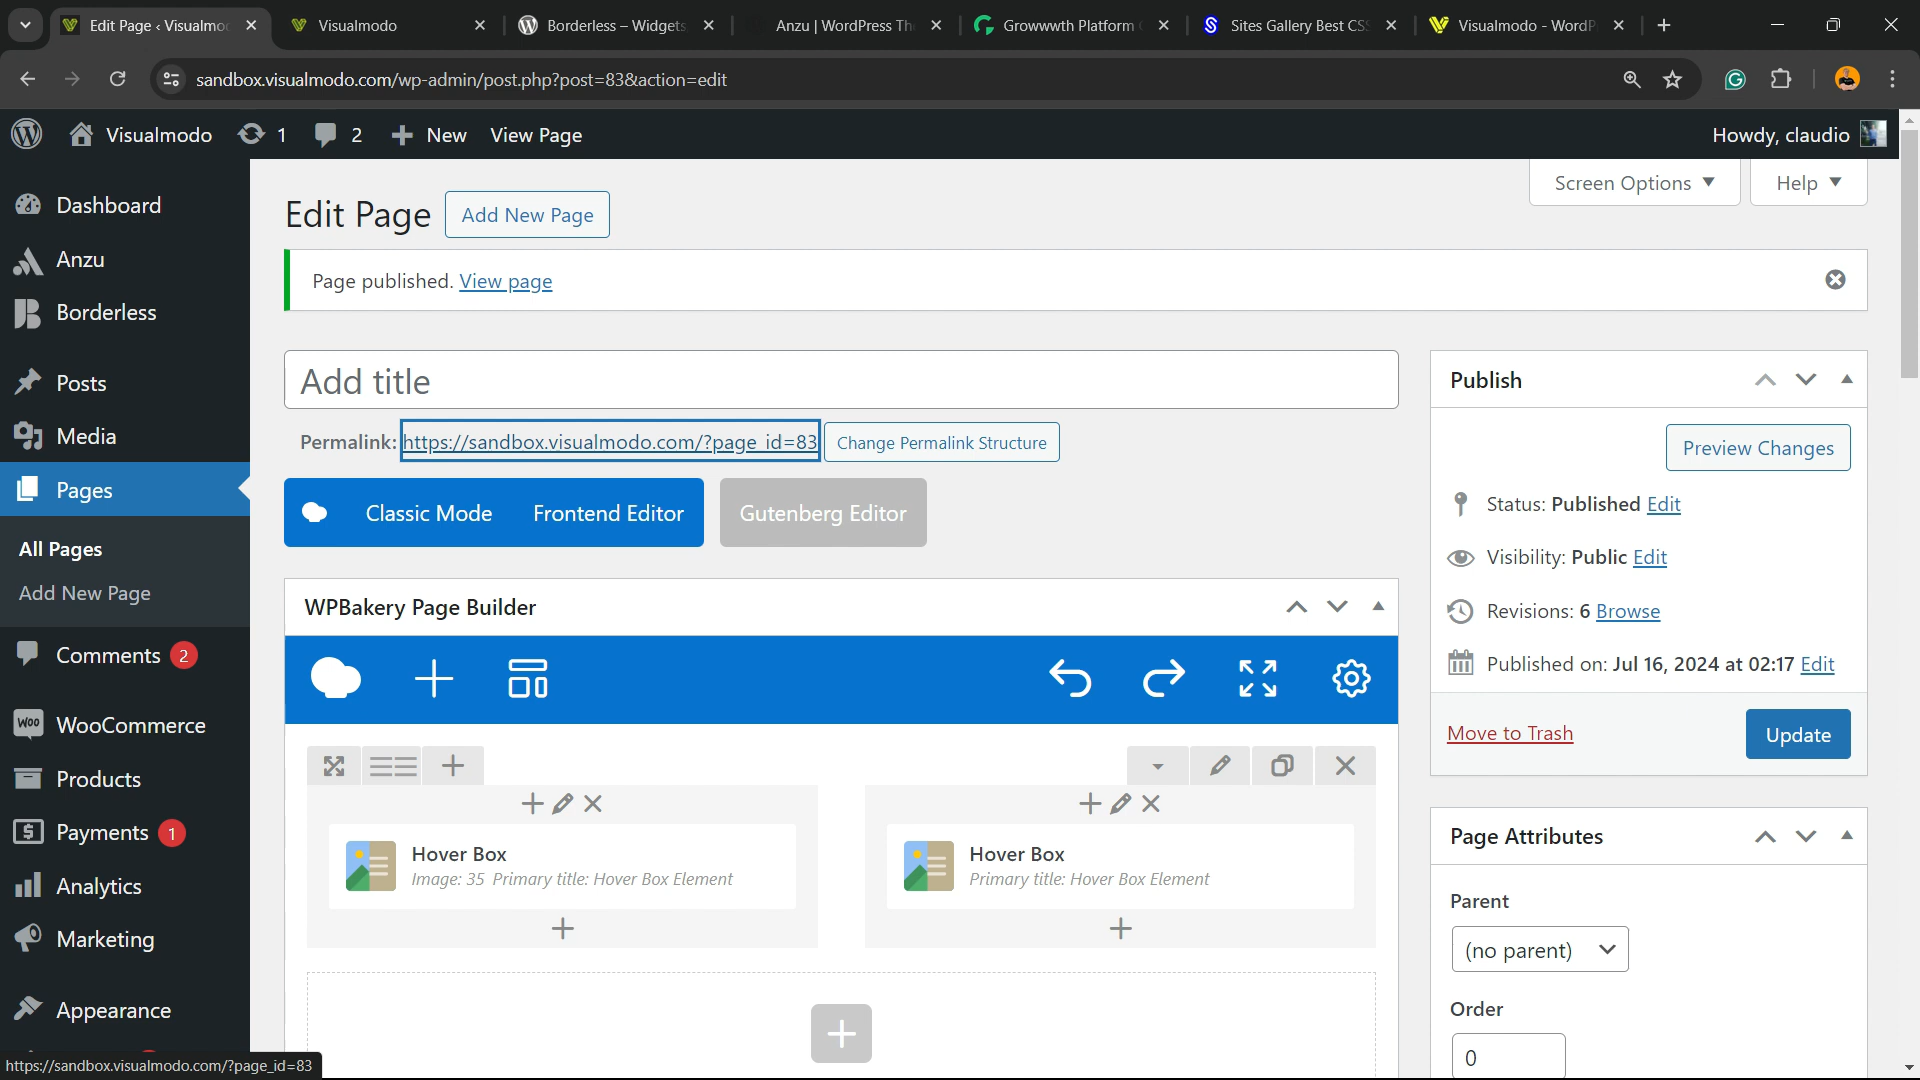 Edit Page ‹ Visualmo
Visualmodo
Borderless – Widgets
Anzu | WordPress Th
Growwwth Platform
Sites Gallery Best CS
Visualmodo - WordP
sandbox.visualmodo.com/wp-admin/post.php?post=83&action=edit
Visualmodo
1
2
New
View Page
Howdy, claudio
Screen Options
Help
Dashboard
Anzu
Borderless
Posts
Media
Pages
All Pages
Add New Page
Comments 2
WooCommerce
Products
Payments 1
Analytics
Marketing
Appearance
https://sandbox.visualmodo.com/?page_id=83
Edit Page
Add New Page
Page published. View page
Add title
Permalink: https://sandbox.visualmodo.com/?page_id=83
Change Permalink Structure
Classic Mode
Frontend Editor
Gutenberg Editor
WPBakery Page Builder
Hover Box
Image: 35 Primary title: Hover Box Element
Hover Box
Primary title: Hover Box Element
Publish
Preview Changes
Status: Published Edit
Visibility: Public Edit
Revisions: 6 Browse
Published on: Jul 16, 2024 at 02:17 Edit
Move to Trash
Update
Page Attributes
Parent
(no parent)
Order
0